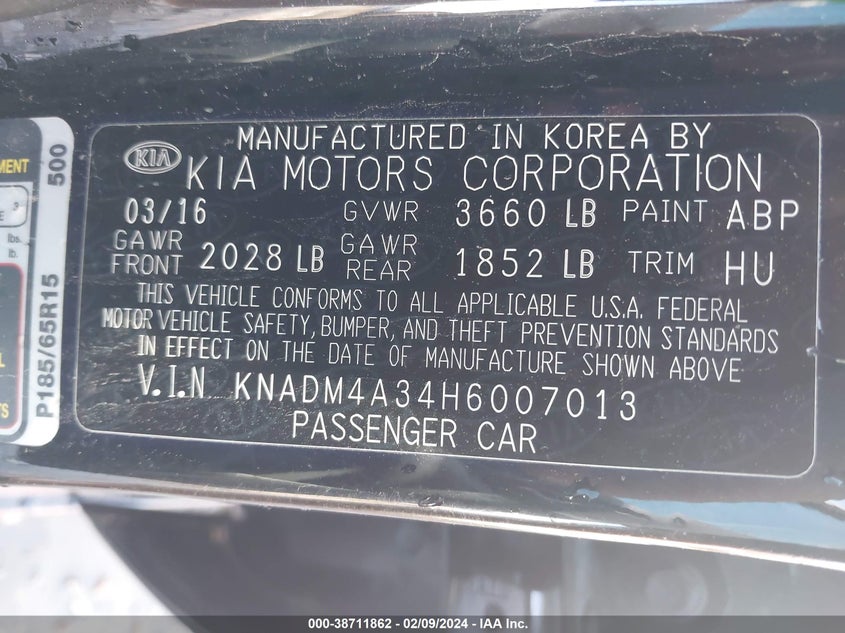 MANUFACTURED IN KOREA BY
KIA KIA MOTORS CORPORATION
03/16 GVWR 3660 LB PAINT ABP
GAWR FRONT 2028 LB GAWR REAR 1852 LB TRIM HU
THIS VEHICLE CONFORMS TO ALL APPLICABLE U.S.A. FEDERAL
MOTOR VEHICLE SAFETY, BUMPER, AND THEFT PREVENTION STANDARDS
IN EFFECT ON THE DATE OF MANUFACTURE SHOWN ABOVE
V.I.N KNADM4A34H6007013
PASSENGER CAR
500
P185/65R15
lbs.
lb.
000-38711862 - 02/09/2024 - IAA Inc.